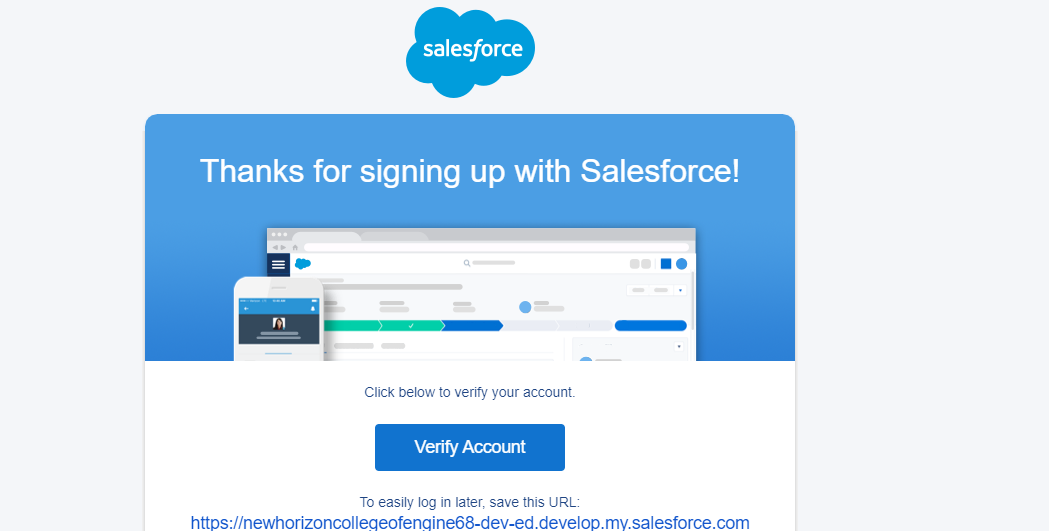 salesforce
Thanks for signing up with Salesforce!
Click below to verify your account.
Verify Account
To easily log in later, save this URL:
https://newhorizoncollegeofengine68-dev-ed.develop.my.salesforce.com